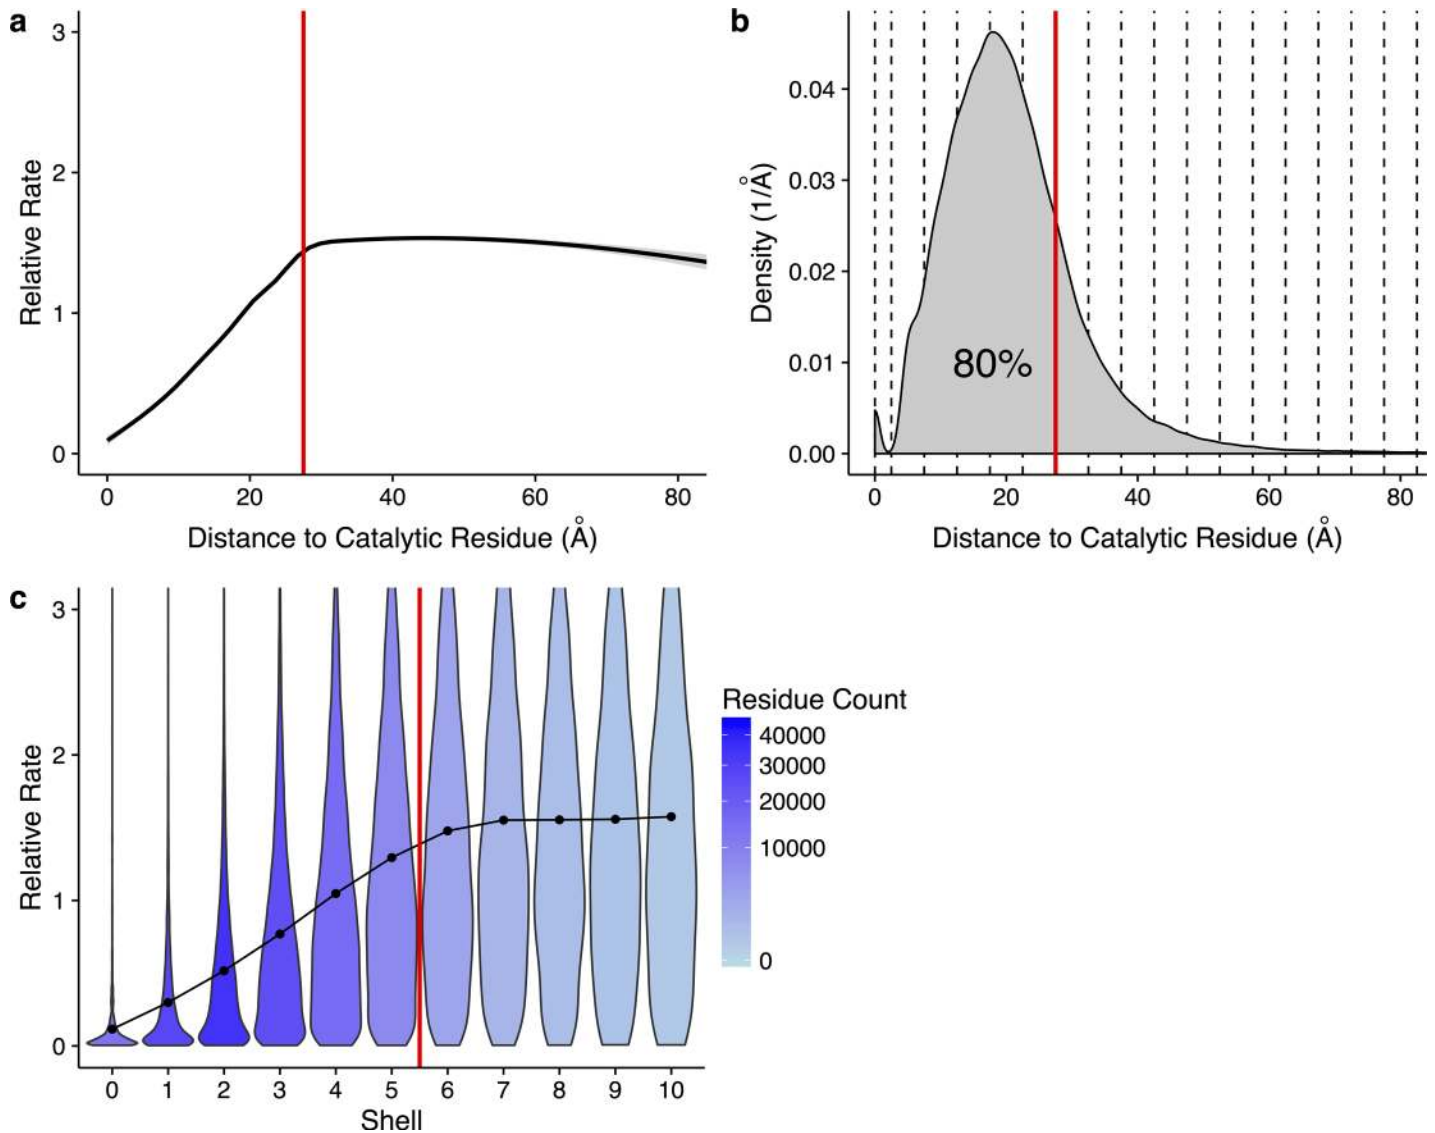 a
3
2
1
0
Relative Rate
0 20 40 60 80
Distance to Catalytic Residue (Å)
b
0.04
0.03
0.02
0.01
0.00
Density (1/Å)
80%
0 20 40 60 80
Distance to Catalytic Residue (Å)
c
3
2
1
0
Relative Rate
0 1 2 3 4 5 6 7 8 9 10
Shell
Residue Count
40000
30000
20000
10000
0